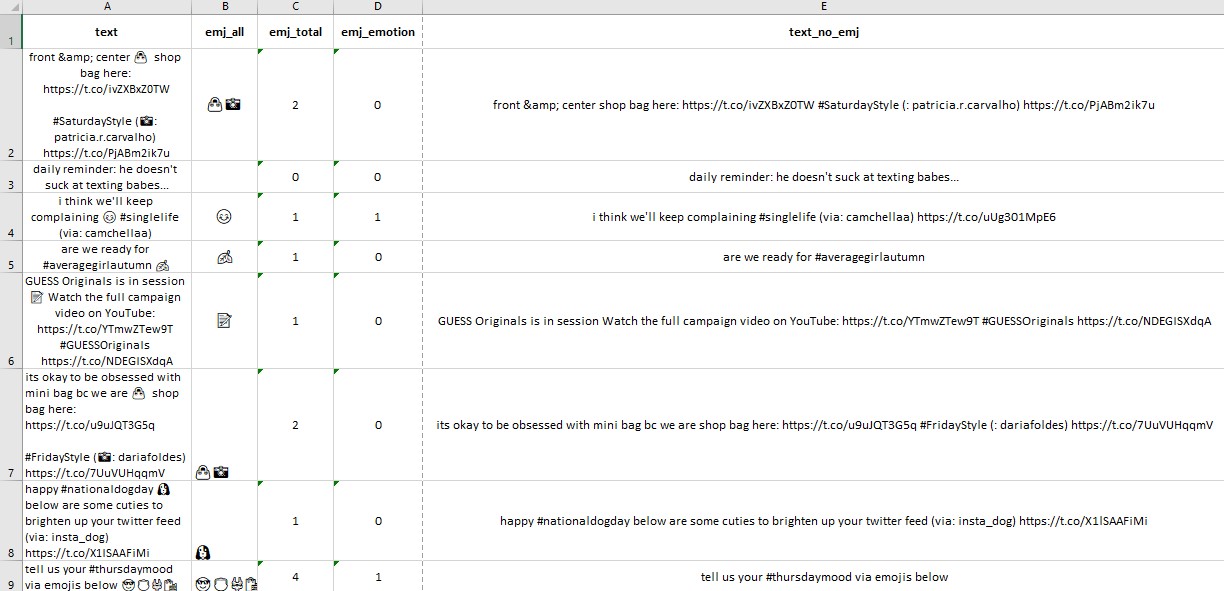 A B C D E
1 text emj_all emj_total emj_emotion text_no_emj
front &amp; center 👜 shop
bag here:
https://t.co/ivZXBxZ0TW
#SaturdayStyle (📷:
patricia.r.carvalho)
https://t.co/PjABm2ik7u
2 👜 📷 2 0 front &amp; center shop bag here: https://t.co/ivZXBxZ0TW #SaturdayStyle (: patricia.r.carvalho) https://t.co/PjABm2ik7u
daily reminder: he doesn't
suck at texting babes...
3 0 0 daily reminder: he doesn't suck at texting babes...
i think we'll keep
complaining 😊 #singlelife
(via: camchellaa)
4 😊 1 1 i think we'll keep complaining #singlelife (via: camchellaa) https://t.co/uUg301MpE6
are we ready for
#averagegirlautumn 🍂
5 🍂 1 0 are we ready for #averagegirlautumn
GUESS Originals is in session
📝 Watch the full campaign
video on YouTube:
https://t.co/YTmwZTew9T
#GUESSOriginals
https://t.co/NDEGISXdqA
6 📝 1 0 GUESS Originals is in session Watch the full campaign video on YouTube: https://t.co/YTmwZTew9T #GUESSOriginals https://t.co/NDEGISXdqA
its okay to be obsessed with
mini bag bc we are 👜 shop
bag here:
https://t.co/u9uJQT3G5q
#FridayStyle (📷: dariafoldes)
https://t.co/7UuVUHqqmV
7 👜 📷 2 0 its okay to be obsessed with mini bag bc we are shop bag here: https://t.co/u9uJQT3G5q #FridayStyle (: dariafoldes) https://t.co/7UuVUHqqmV
happy #nationaldogday 🐶
below are some cuties to
brighten up your twitter feed
(via: insta_dog)
https://t.co/X1lSAAFiMi
8 🐶 1 0 happy #nationaldogday below are some cuties to brighten up your twitter feed (via: insta_dog) https://t.co/X1lSAAFiMi
tell us your #thursdaymood
via emojis below
9 4 1 tell us your #thursdaymood via emojis below